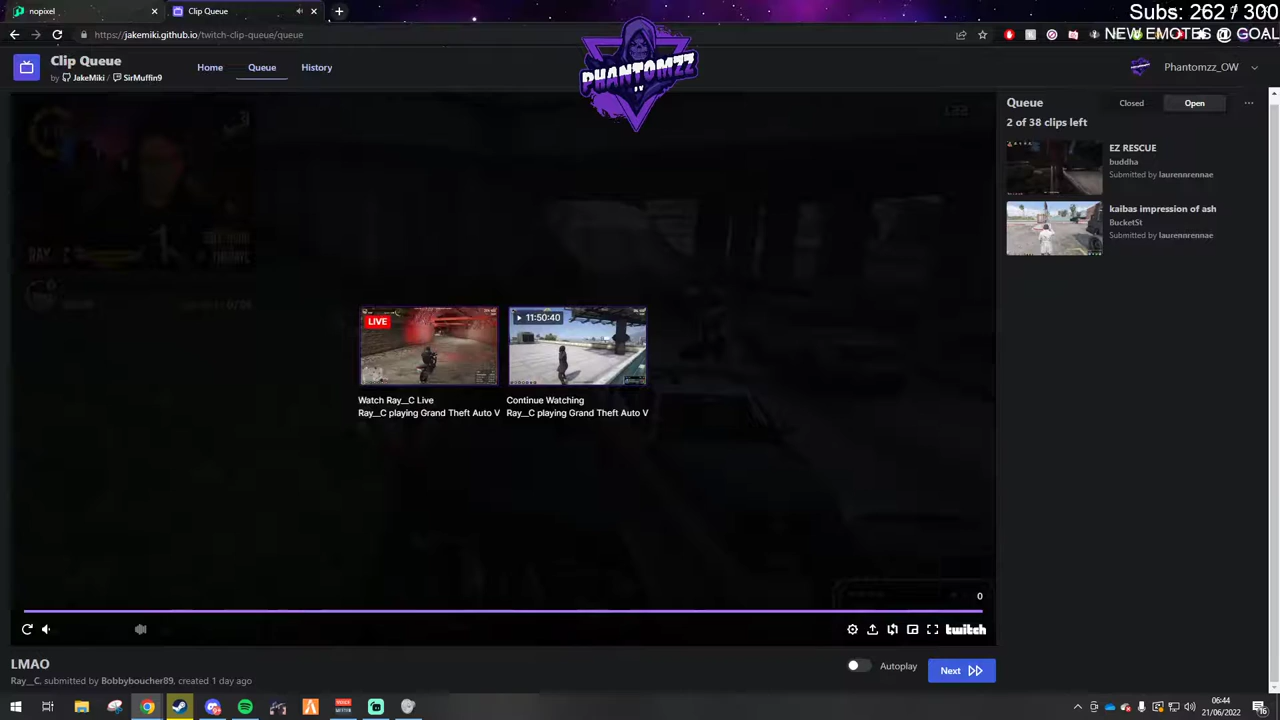 nopixel
Clip Queue
Subs: 262 / 300
https://jakemiki.github.io/twitch-clip-queue/queue
NEW EMOTES @ GOAL
Clip Queue
by JakeMiki / SirMuffin9
Home
Queue
History
PHANTOMZZ
OW
Phantomzz_OW
Queue
Closed
Open
2 of 38 clips left
EZ RESCUE
buddha
Submitted by laurennrennae
kaibas impression of ash
BucketSt
Submitted by laurennrennae
LIVE
11:50:40
Watch Ray__C Live
Ray__C playing Grand Theft Auto V
Continue Watching
Ray__C playing Grand Theft Auto V
0
twitch
LMAO
Ray__C, submitted by Bobbyboucher89, created 1 day ago
Autoplay
Next
06:44
21/06/2022
16